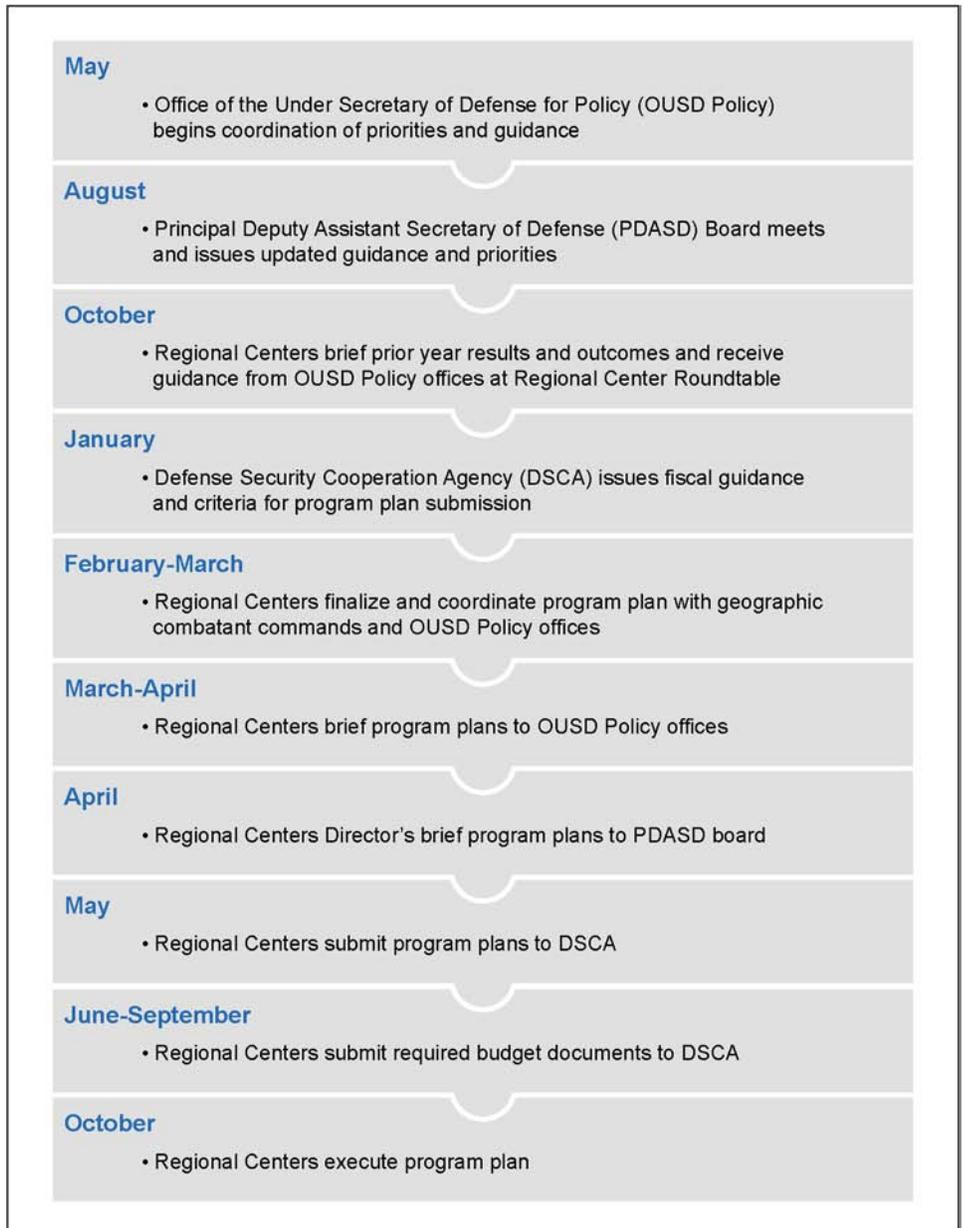 May
• Office of the Under Secretary of Defense for Policy (OUSD Policy)
begins coordination of priorities and guidance
August
• Principal Deputy Assistant Secretary of Defense (PDASD) Board meets
and issues updated guidance and priorities
October
• Regional Centers brief prior year results and outcomes and receive
guidance from OUSD Policy offices at Regional Center Roundtable
January
• Defense Security Cooperation Agency (DSCA) issues fiscal guidance
and criteria for program plan submission
February-March
• Regional Centers finalize and coordinate program plan with geographic
combatant commands and OUSD Policy offices
March-April
• Regional Centers brief program plans to OUSD Policy offices
April
• Regional Centers Director's brief program plans to PDASD board
May
• Regional Centers submit program plans to DSCA
June-September
• Regional Centers submit required budget documents to DSCA
October
• Regional Centers execute program plan